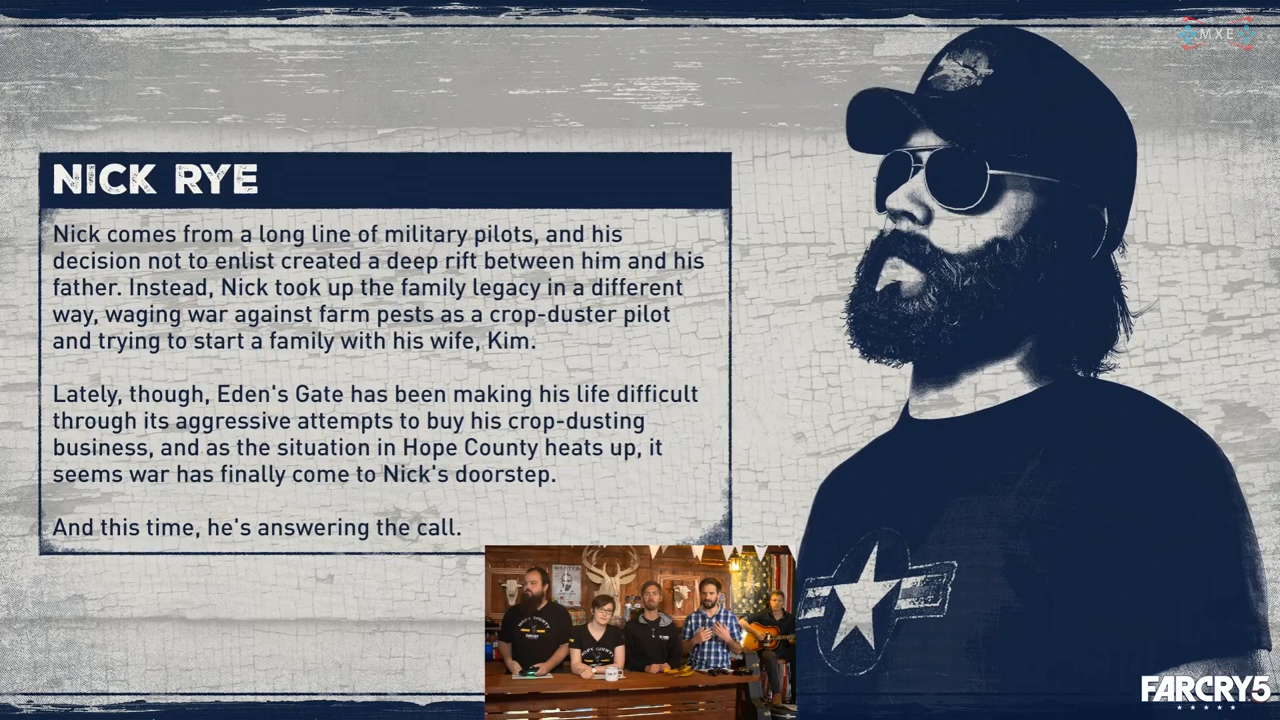 MXE
NICK RYE
Nick comes from a long line of military pilots, and his
decision not to enlist created a deep rift between him and his
father. Instead, Nick took up the family legacy in a different
way, waging war against farm pests as a crop-duster pilot
and trying to start a family with his wife, Kim.
Lately, though, Eden's Gate has been making his life difficult
through its aggressive attempts to buy his crop-dusting
business, and as the situation in Hope County heats up, it
seems war has finally come to Nick's doorstep.
And this time, he's answering the call.
WANTED
HOPE COUNTY
HOPE COUNTY
FARCRY5